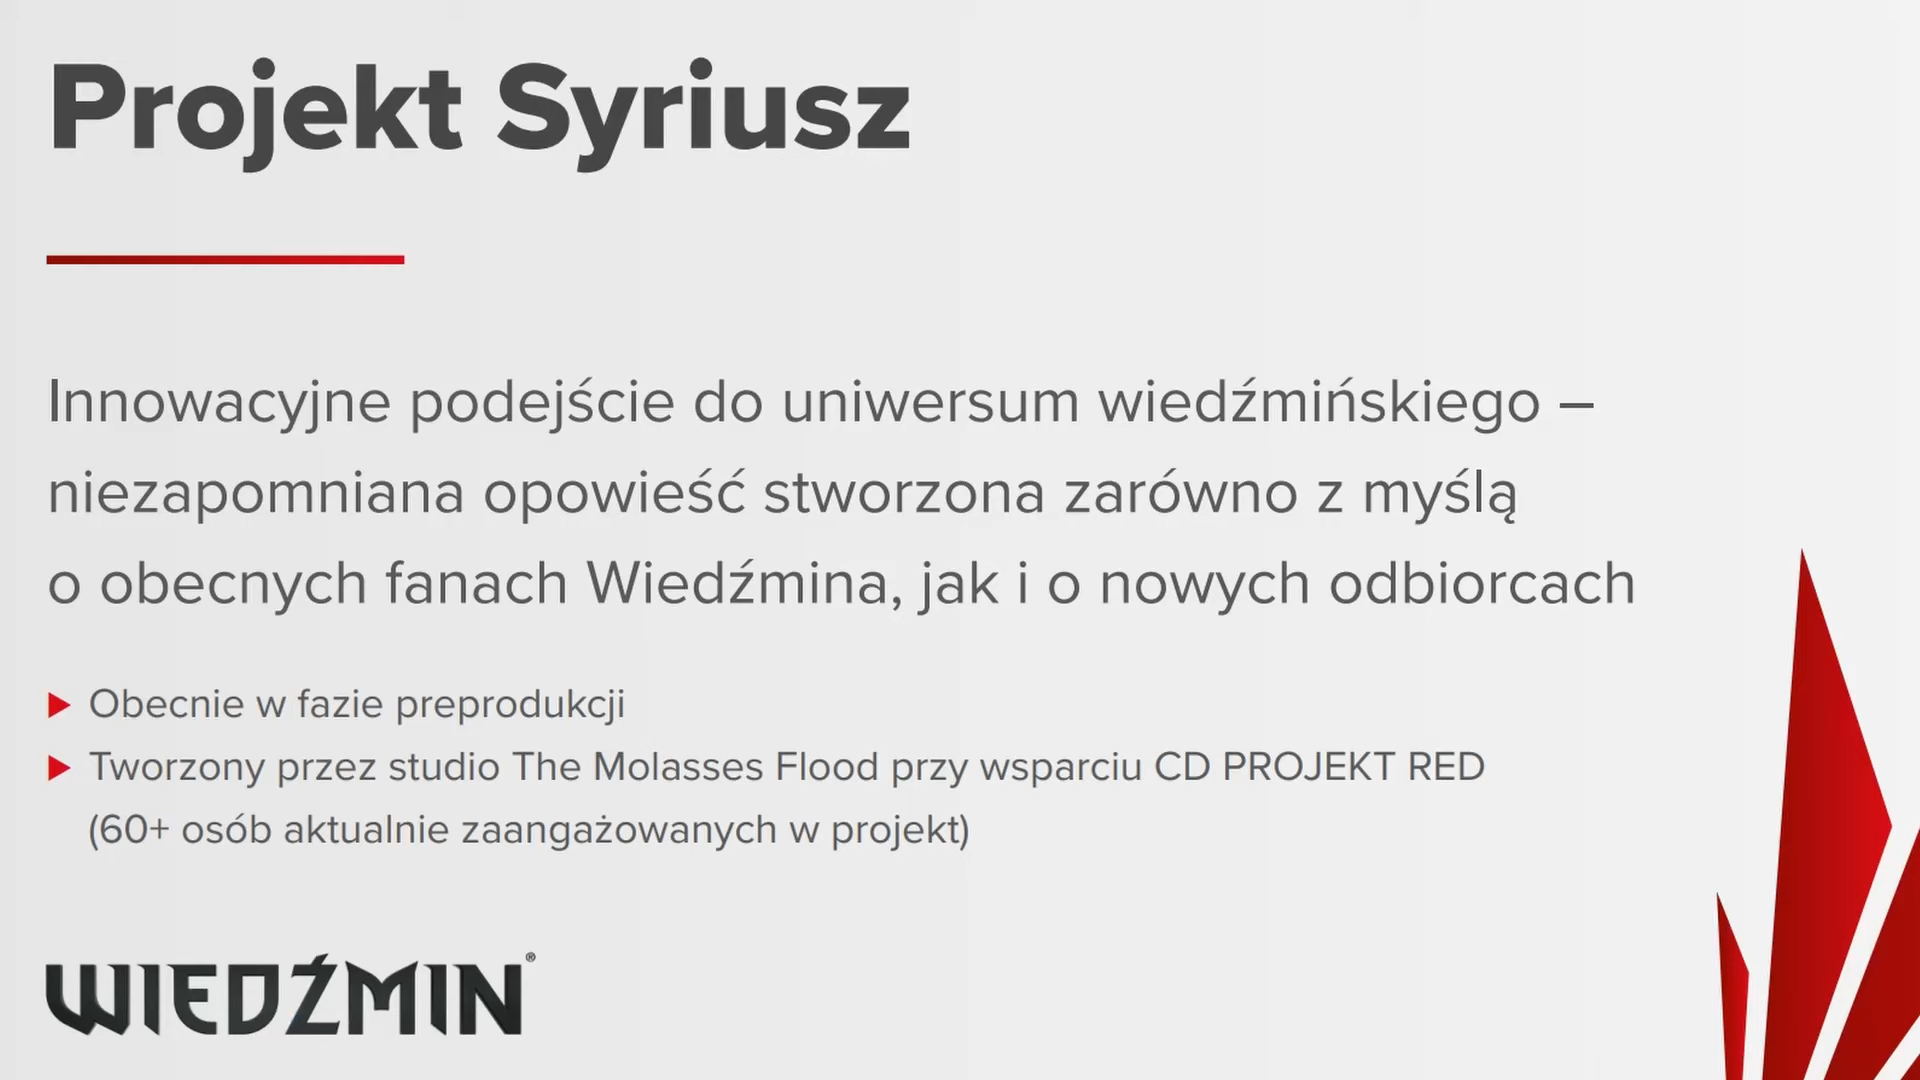 Projekt Syriusz
Innowacyjne podejście do uniwersum wiedźmińskiego –
niezapomniana opowieść stworzona zarówno z myślą
o obecnych fanach Wiedźmina, jak i o nowych odbiorcach
▶ Obecnie w fazie preprodukcji
▶ Tworzony przez studio The Molasses Flood przy wsparciu CD PROJEKT RED
(60+ osób aktualnie zaangażowanych w projekt)
WIEDŹMIN®